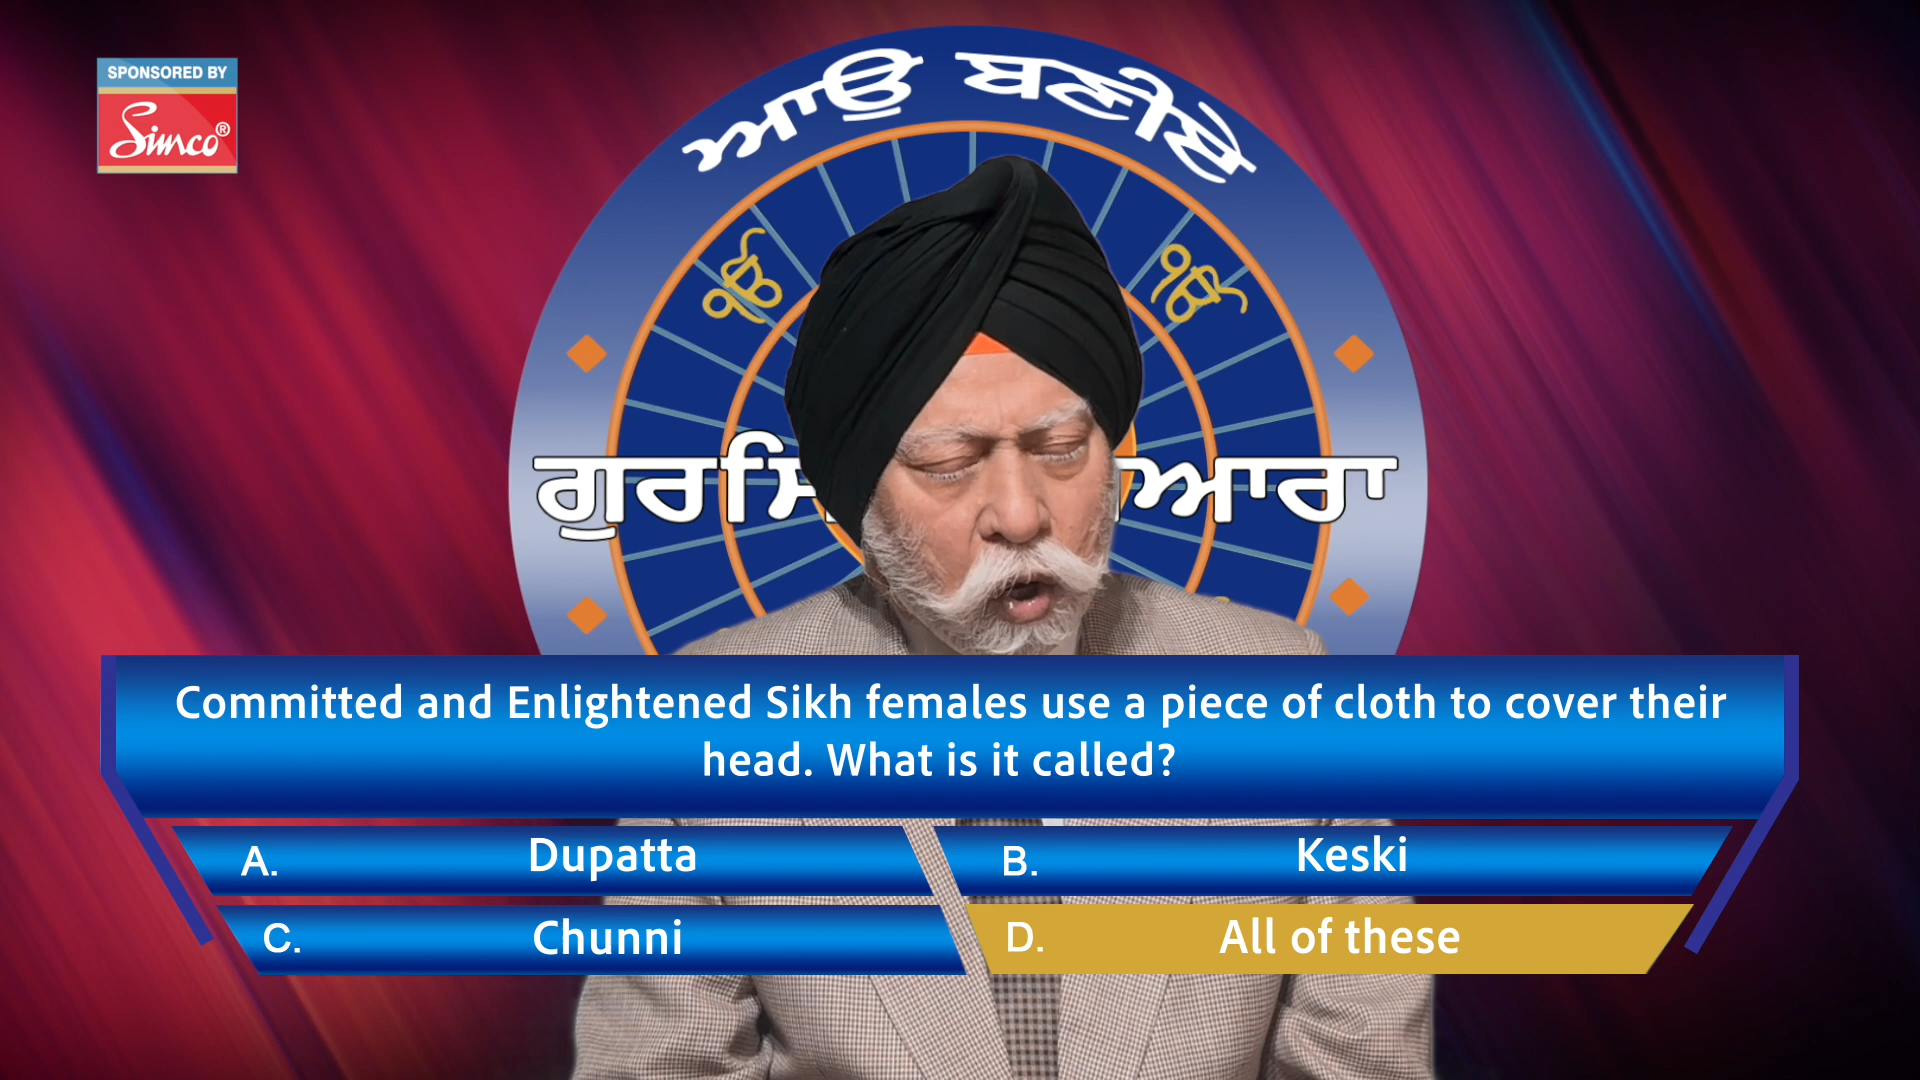 SPONSORED BY
Simco®
ਆਉ ਬਣੀਏ
Committed and Enlightened Sikh females use a piece of cloth to cover their
head. What is it called?
A. Dupatta
B. Keski
C. Chunni
D. All of these